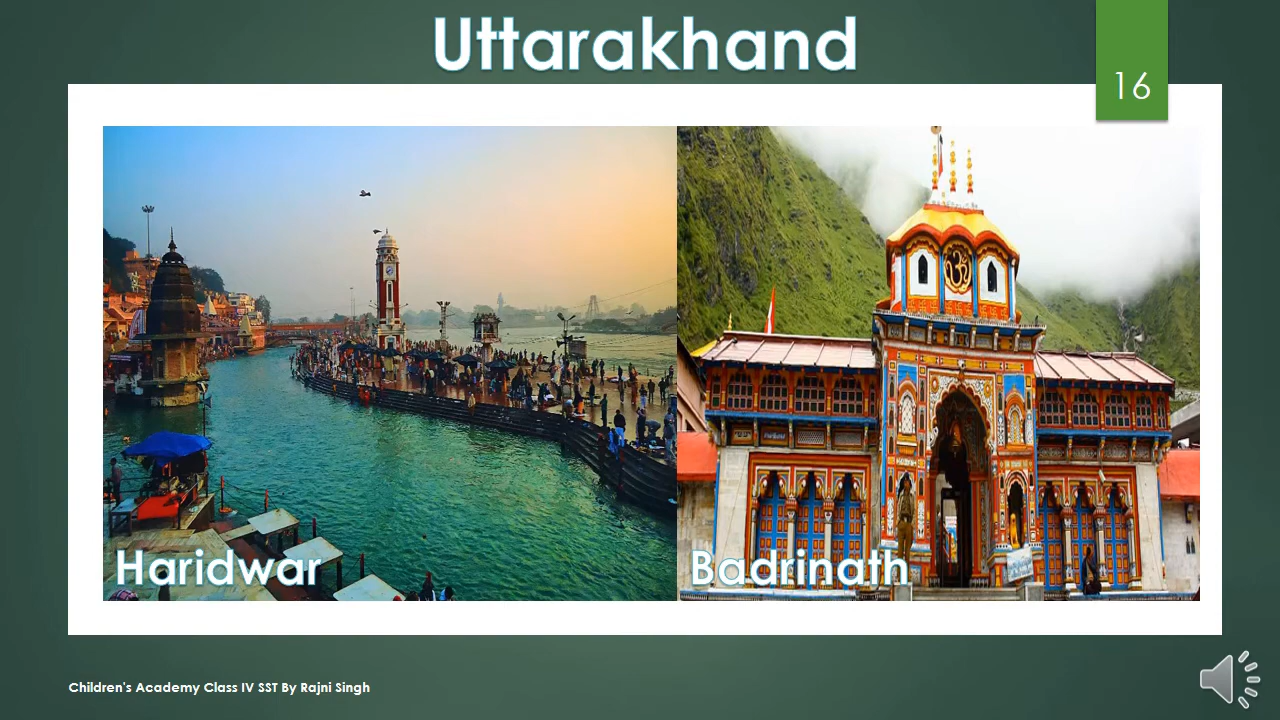 Uttarakhand
16
Haridwar
Badrinath
Children's Academy Class IV SST By Rajni Singh